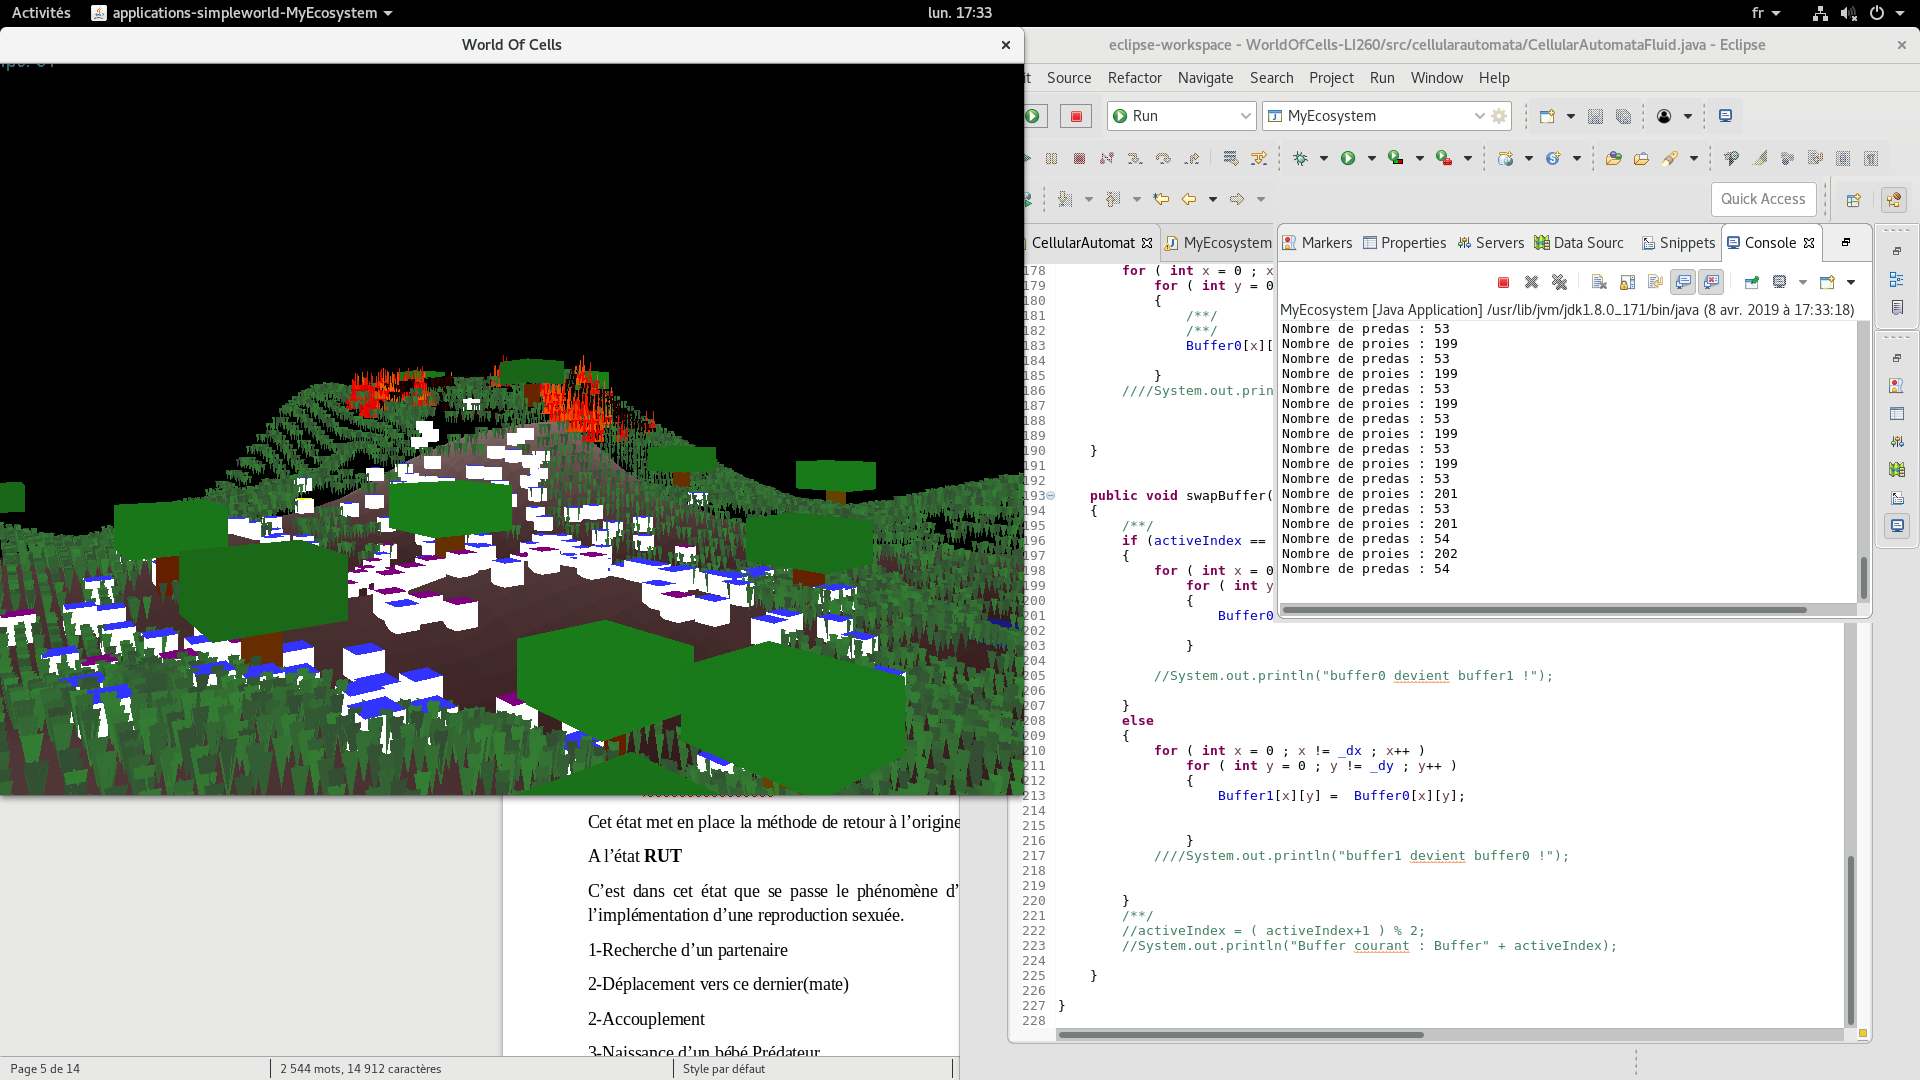 Activités
applications-simpleworld-MyEcosystem
lun. 17:33
fr
World Of Cells
eclipse-workspace - WorldOfCells-LI260/src/cellularautomata/CellularAutomataFluid.java - Eclipse
Source Refactor Navigate Search Project Run Window Help
Run
MyEcosystem
Quick Access
CellularAutomat
MyEcosystem
Markers
Properties
Servers
Data Sourc
Snippets
Console
MyEcosystem [Java Application] /usr/lib/jvm/jdk1.8.0_171/bin/java (8 avr. 2019 à 17:33:18)
Nombre de predas : 53
Nombre de proies : 199
Nombre de predas : 53
Nombre de proies : 199
Nombre de predas : 53
Nombre de proies : 199
Nombre de predas : 53
Nombre de proies : 199
Nombre de predas : 53
Nombre de proies : 199
Nombre de predas : 53
Nombre de proies : 201
Nombre de predas : 53
Nombre de proies : 201
Nombre de predas : 54
Nombre de proies : 202
Nombre de predas : 54
178 for ( int x = 0 ; x
179 for ( int y = 0
180 {
181 /**/
182 /**/
183 Buffer0[x][
184
185 }
186 ////System.out.prin
187
188
189
190 }
191
192
193 public void swapBuffer(
194 {
195 /**/
196 if (activeIndex ==
197 {
198 for ( int x = 0
199 for ( int y
200 {
201 Buffer0
202
203 }
204
205 //System.out.println("buffer0 devient buffer1 !");
206
207 }
208 else
209 {
210 for ( int x = 0 ; x != _dx ; x++ )
211 for ( int y = 0 ; y != _dy ; y++ )
212 {
213 Buffer1[x][y] = Buffer0[x][y];
214
215
216 }
217 ////System.out.println("buffer1 devient buffer0 !");
218
219
220 }
221 /**/
222 //activeIndex = ( activeIndex+1 ) % 2;
223 //System.out.println("Buffer courant : Buffer" + activeIndex);
224
225 }
226
227 }
228
Cet état met en place la méthode de retour à l’origine
A l’état RUT
C’est dans cet état que se passe le phénomène d’
l’implémentation d’une reproduction sexuée.
1-Recherche d’un partenaire
2-Déplacement vers ce dernier(mate)
2-Accouplement
3-Naissance d’un bébé Prédateur
Page 5 de 14
2 544 mots, 14 912 caractères
Style par défaut